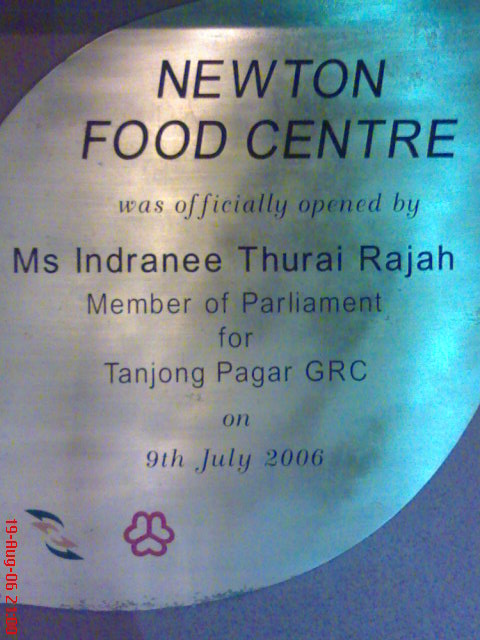 NEWTON
FOOD CENTRE
was officially opened by
Ms Indranee Thurai Rajah
Member of Parliament
for
Tanjong Pagar GRC
on
9th July 2006
19-Aug-06 21:00